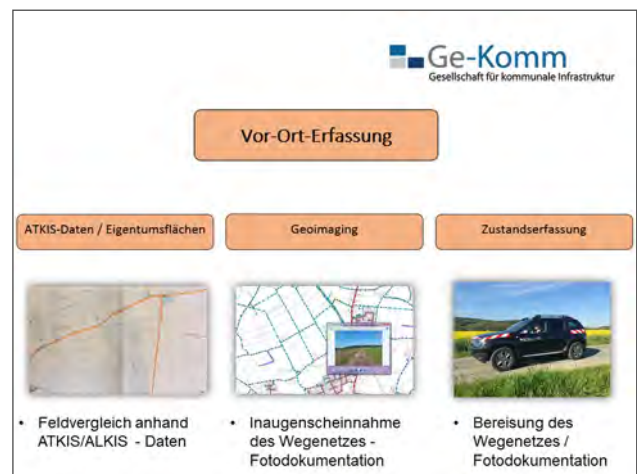 Ge-Komm
Gesellschaft für kommunale Infrastruktur
Vor-Ort-Erfassung
ATKIS-Daten / Eigentumsflächen
Geoimaging
Zustandserfassung
• Feldvergleich anhand
ATKIS/ALKIS - Daten
• Inaugenscheinnahme
des Wegenetzes -
Fotodokumentation
• Bereisung des
Wegenetzes /
Fotodokumentation